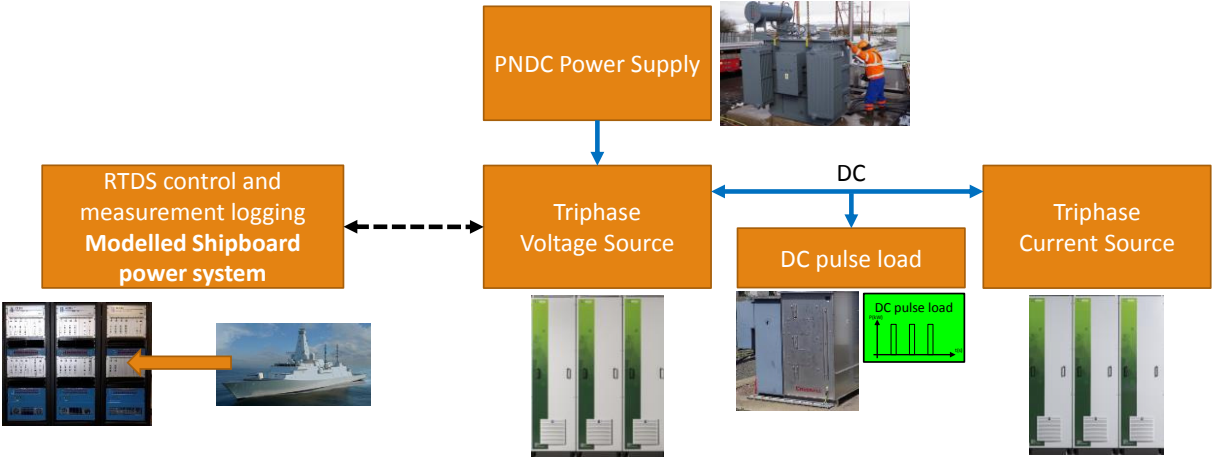 PNDC Power Supply
RTDS control and
measurement logging
Modelled Shipboard
power system
Triphase
Voltage Source
DC
DC pulse load
Triphase
Current Source
DC pulse load